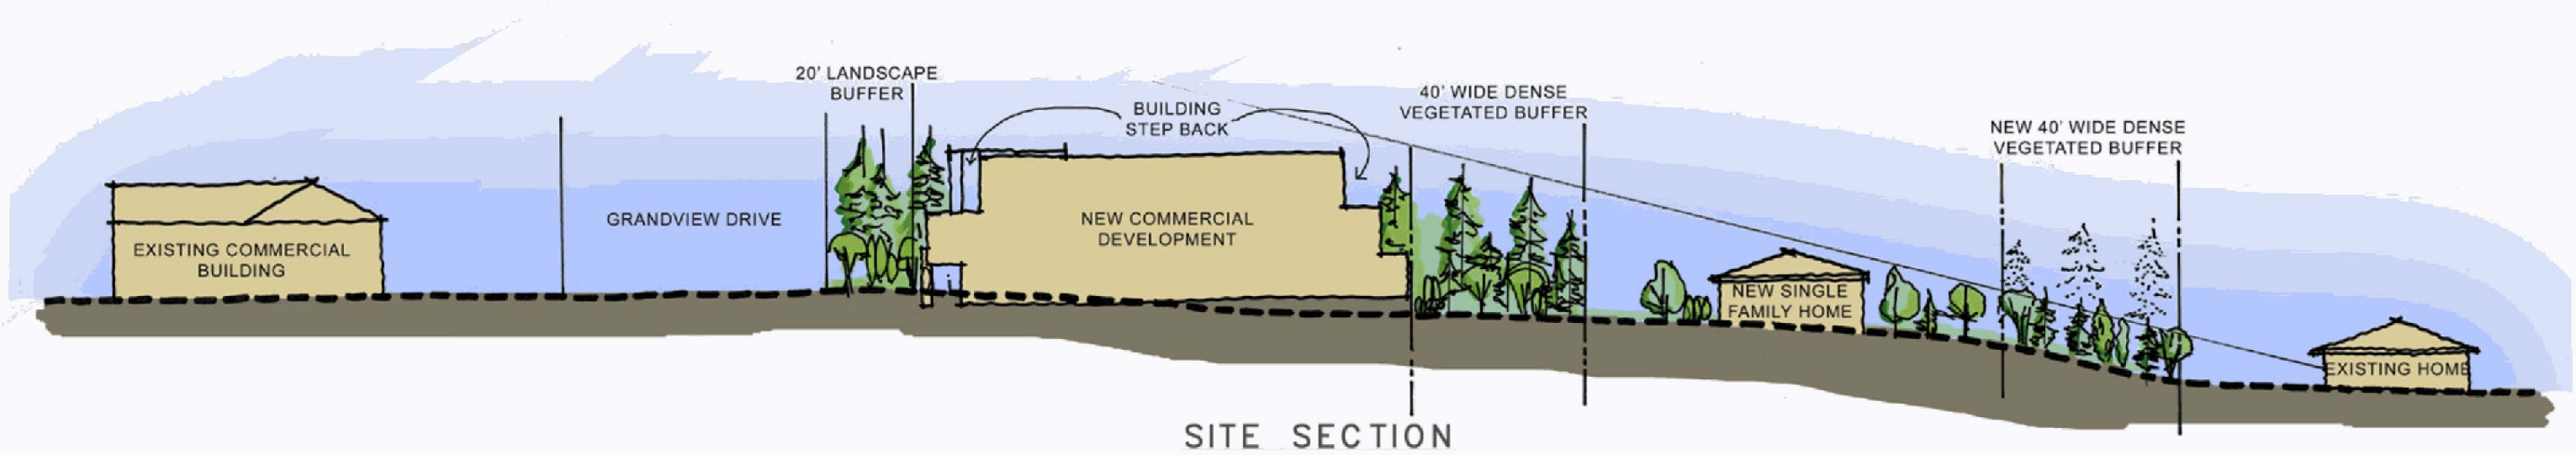 EXISTING COMMERCIAL
BUILDING
GRANDVIEW DRIVE
20' LANDSCAPE
BUFFER
BUILDING
STEP BACK
NEW COMMERCIAL
DEVELOPMENT
40' WIDE DENSE
VEGETATED BUFFER
NEW SINGLE
FAMILY HOME
NEW 40' WIDE DENSE
VEGETATED BUFFER
EXISTING HOME
SITE SECTION